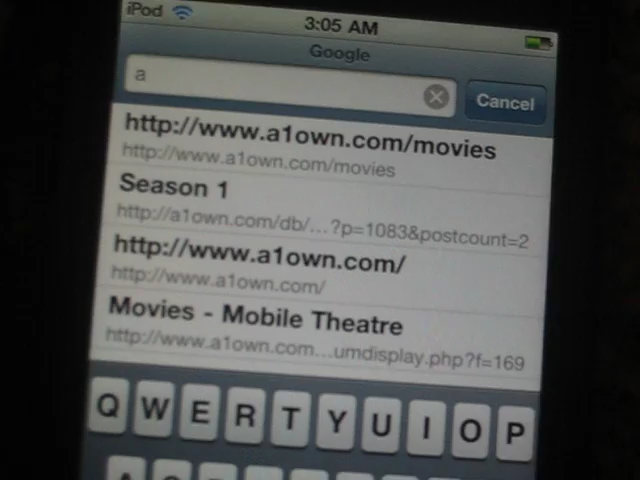 iPod 3:05 AM
Google
a
Cancel
http://www.a1own.com/movies
http://www.a1own.com/movies
Season 1
http://a1own.com/db/...?p=1083&postcount=2
http://www.a1own.com/
http://www.a1own.com/
Movies - Mobile Theatre
http://www.a1own.com...umdisplay.php?f=169
Q W E R T Y U I O P